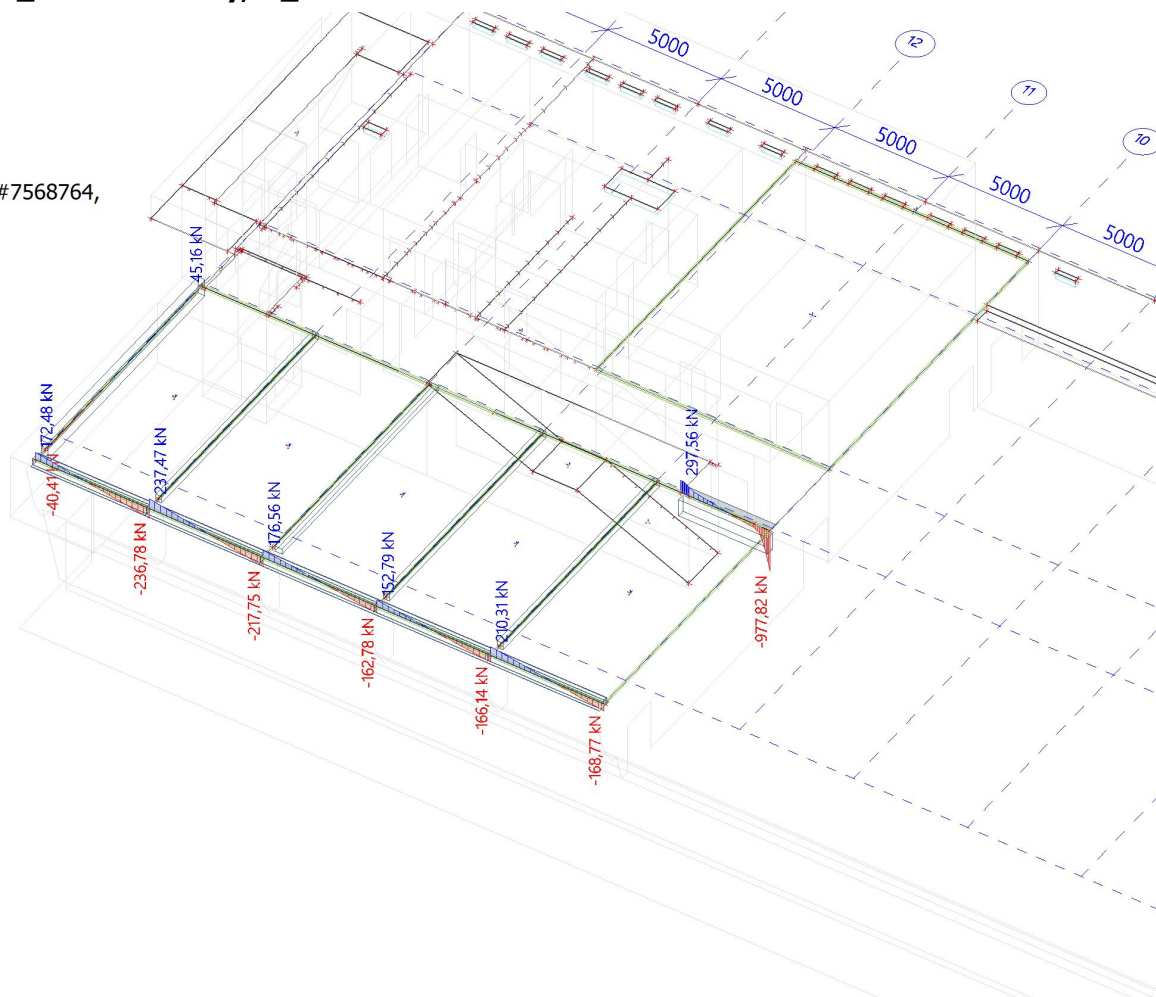 5000
12
5000
11
5000
10
5000
5000
#7568764,
45,16 kN
172,48 kN
237,47 kN
176,56 kN
152,79 kN
210,31 kN
297,56 kN
-236,78 kN
-217,75 kN
-162,78 kN
-166,14 kN
-168,77 kN
-977,82 kN